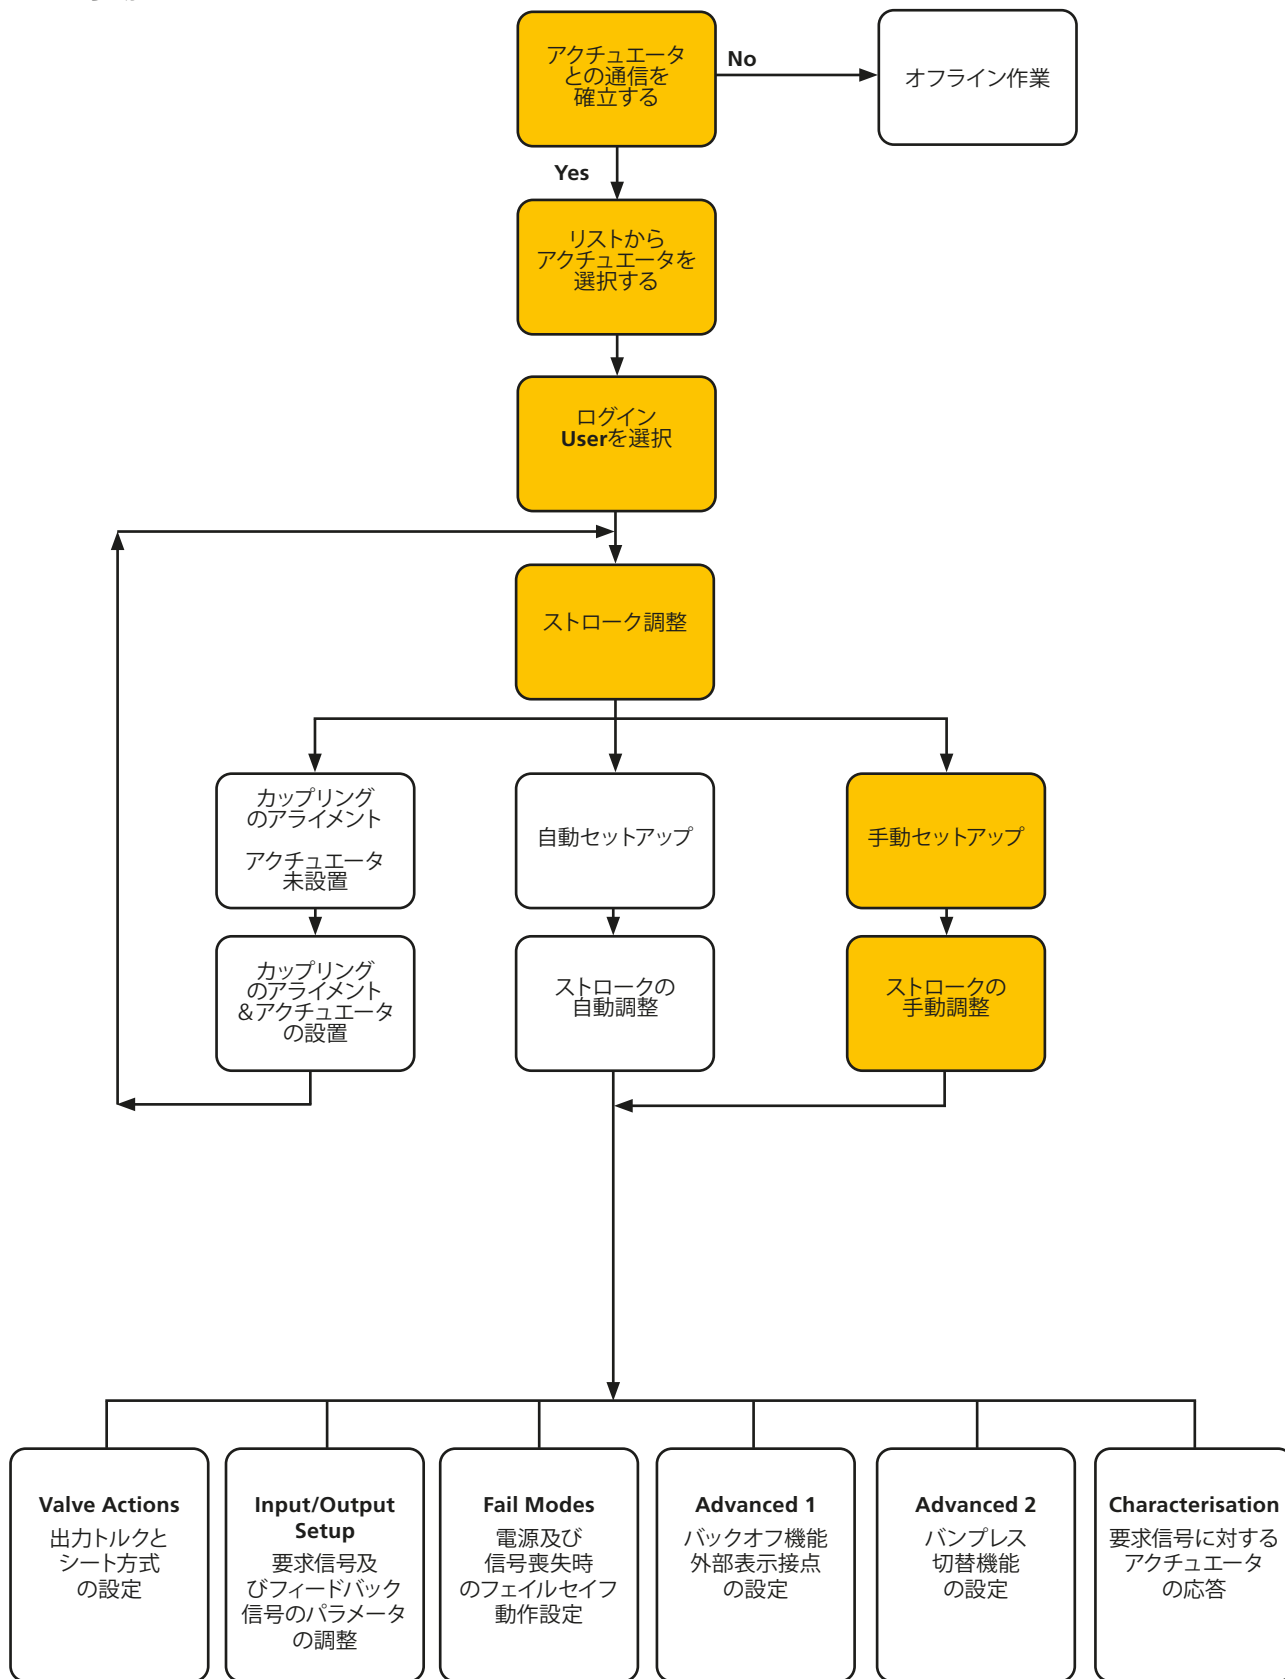 アクチュエータ
との通信を
確立する
No
オフライン作業
Yes
リストから
アクチュエータを
選択する
ログイン
Userを選択
ストローク調整
カップリング
のアライメント
アクチュエータ
未設置
自動セットアップ
手動セットアップ
カップリング
のアライメント
＆アクチュエータ
の設置
ストロークの
自動調整
ストロークの
手動調整
Valve Actions
出力トルクと
シート方式
の設定
Input/Output
Setup
要求信号及
びフィードバック
信号のパラメータ
の調整
Fail Modes
電源及び
信号喪失時
のフェイルセイフ
動作設定
Advanced 1
バックオフ機能
外部表示接点
の設定
Advanced 2
バンプレス
切替機能
の設定
Characterisation
要求信号に対する
アクチュエータ
の応答